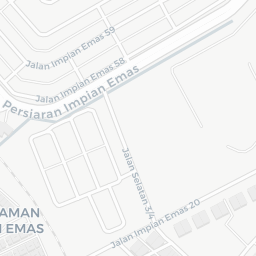 Jalan Impian Emas 59
Jalan Impian Emas 58
Persiaran Impian Emas
Jalan Selatan 3/4
Jalan Impian Emas 20
AMAN
N EMAS